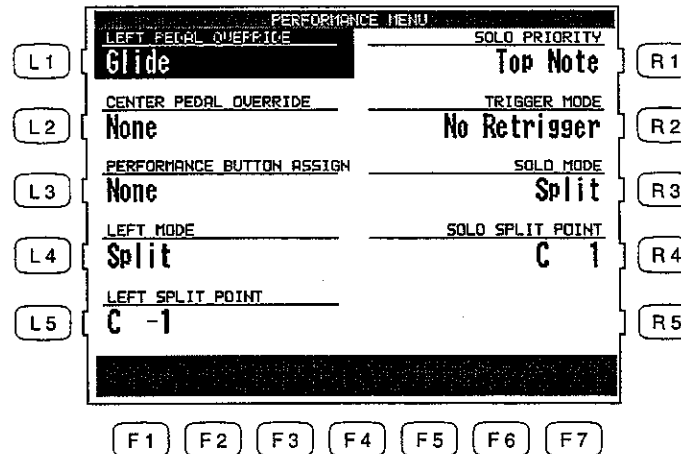 PERFORMANCE MENU
LEFT PEDAL OVERRIDE
SOLO PRIORITY
L1
Glide
Top Note
R1
CENTER PEDAL OVERRIDE
TRIGGER MODE
L2
None
No Retrigger
R2
PERFORMANCE BUTTON ASSIGN
SOLO MODE
L3
None
Split
R3
LEFT MODE
SOLO SPLIT POINT
L4
Split
C 1
R4
LEFT SPLIT POINT
L5
C -1
R5
F1 F2 F3 F4 F5 F6 F7